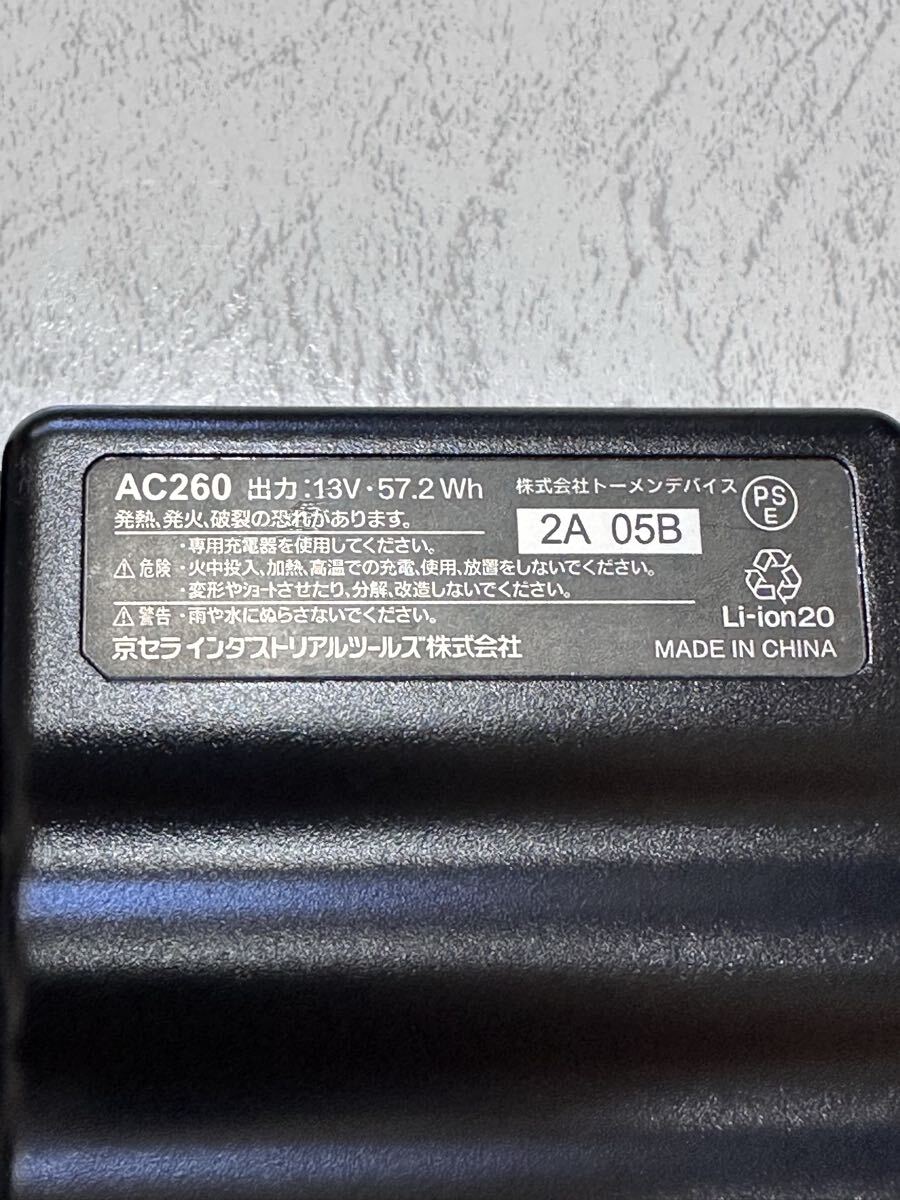 AC260 出力:13V・57.2Wh
発熱、発火、破裂の恐れがあります。
・専用充電器を使用してください。
⚠危険・火中投入、加熱、高温での充電、使用、放置をしないでください。
・変形やショートさせたり、分解、改造しないでください。
⚠警告・雨や水にぬらさないでください。
京セラインダストリアルツールズ株式会社
株式会社トーメンデバイス
2A 05B
PS
E
Li-ion20
MADE IN CHINA